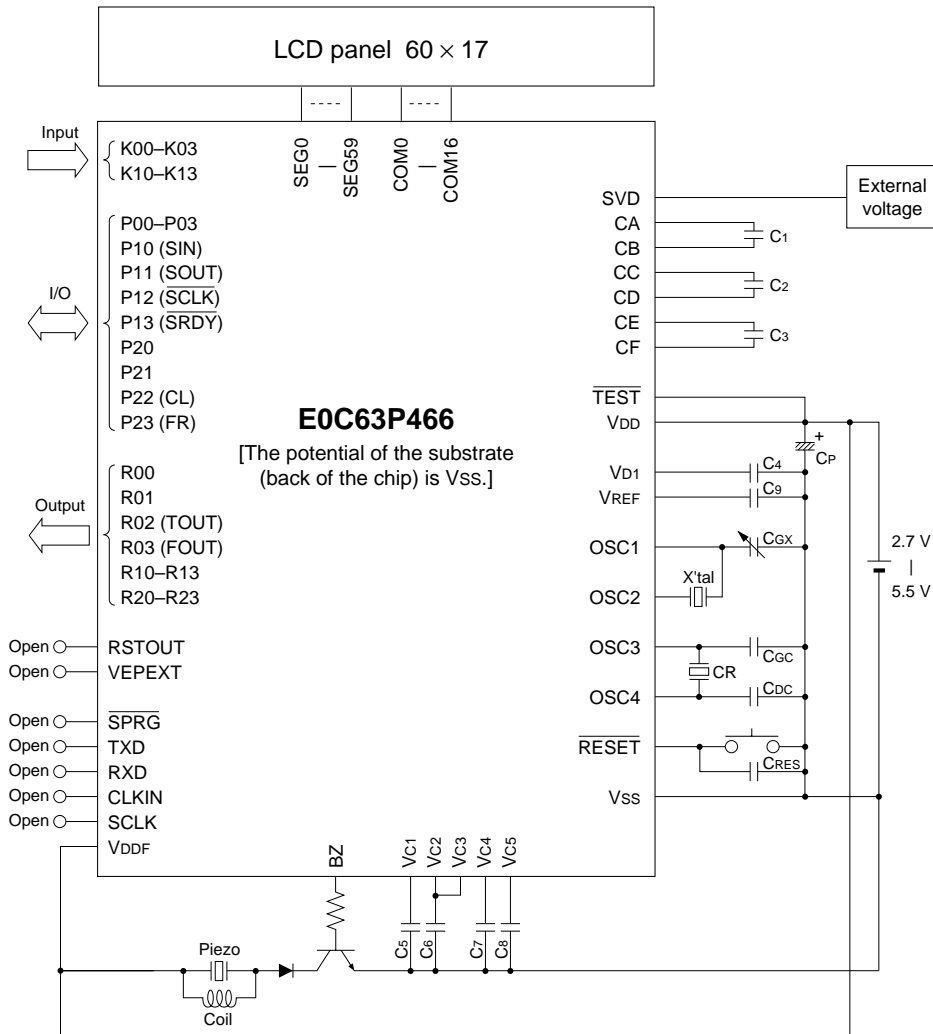 LCD panel 60 × 17
Input
K00–K03
K10–K13
SEG0
|
SEG59
COM0
|
COM16
I/O
P00–P03
P10 (SIN)
P11 (SOUT)
P12 (SCLK)
P13 (SRDY)
P20
P21
P22 (CL)
P23 (FR)
Output
R00
R01
R02 (TOUT)
R03 (FOUT)
R10–R13
R20–R23
E0C63P466
[The potential of the substrate
(back of the chip) is VSS.]
Open RSTOUT
Open VEPEXT
Open SPRG
Open TXD
Open RXD
Open CLKIN
Open SCLK
VDDF
SVD
External
voltage
CA
CB
C1
CC
CD
C2
CE
CF
C3
TEST
VDD
+
CP
VD1
C4
VREF
C9
OSC1
CGX
X'tal
OSC2
2.7 V
|
5.5 V
OSC3
CGC
CR
OSC4
CDC
RESET
CRES
VSS
BZ
VC1
VC2
VC3
VC4
VC5
C5
C6
C7
C8
Piezo
Coil